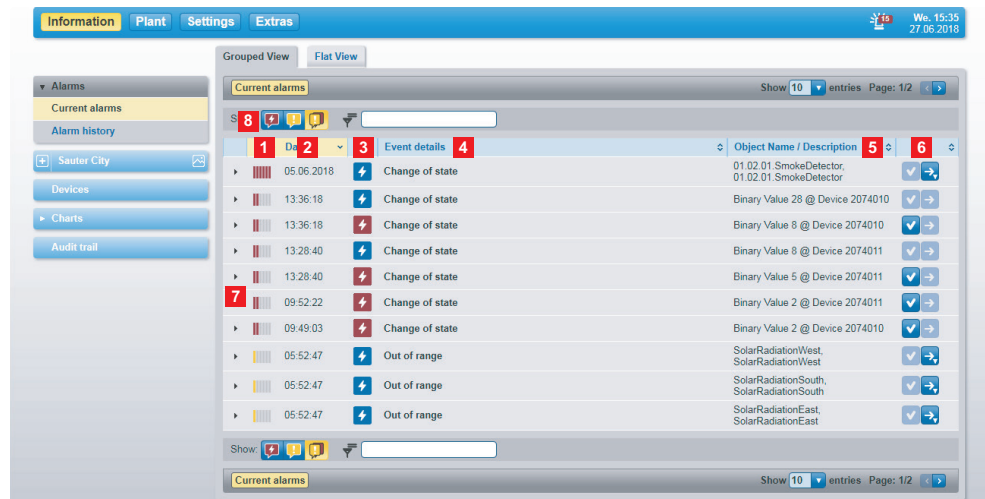 Information Plant Settings Extras 15 We. 15:35
27.06.2018
Grouped View Flat View
Alarms
Current alarms
Alarm history
Sauter City
Devices
Charts
Audit trail
Current alarms Show 10 entries Page: 1/2
8
1 2 3 Event details 4 Object Name / Description 5 6
05.06.2018 Change of state 01.02.01.SmokeDetector,
01.02.01.SmokeDetector
13:36:18 Change of state Binary Value 28 @ Device 2074010
13:36:18 Change of state Binary Value 8 @ Device 2074010
13:28:40 Change of state Binary Value 8 @ Device 2074011
13:28:40 Change of state Binary Value 5 @ Device 2074011
7
09:52:22 Change of state Binary Value 2 @ Device 2074011
09:49:03 Change of state Binary Value 2 @ Device 2074010
05:52:47 Out of range SolarRadiationWest,
SolarRadiationWest
05:52:47 Out of range SolarRadiationSouth,
SolarRadiationSouth
05:52:47 Out of range SolarRadiationEast,
SolarRadiationEast
Show:
Current alarms Show 10 entries Page: 1/2